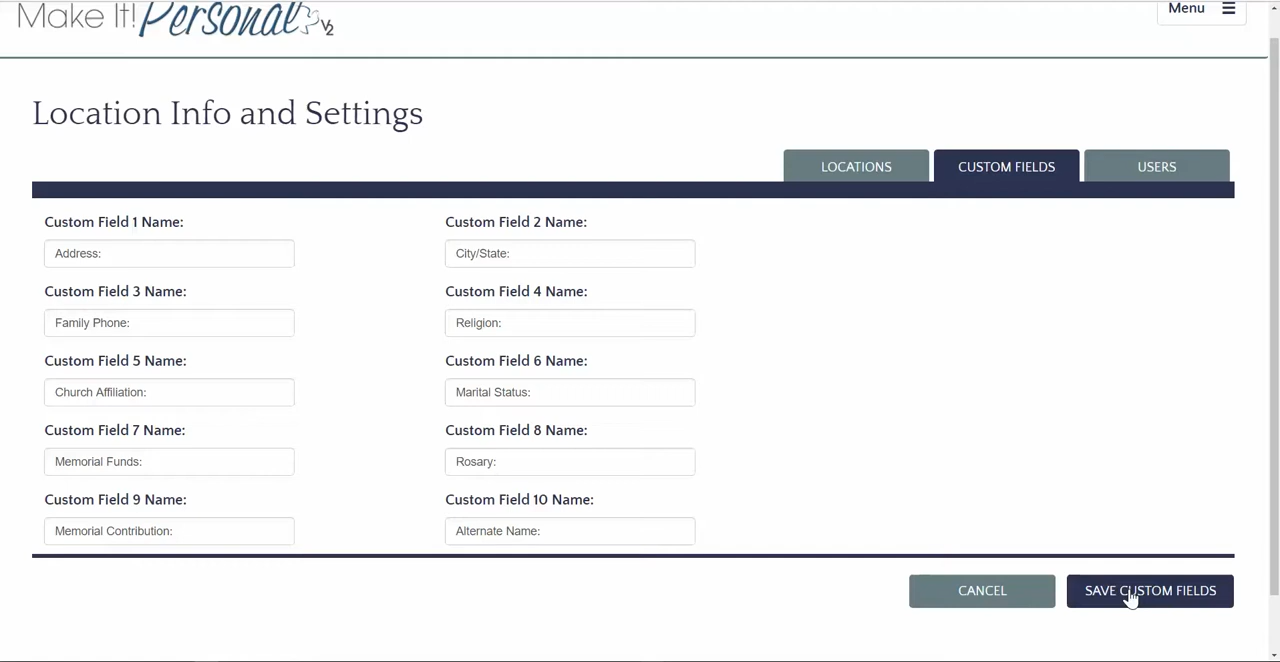 Make It! Personal V2
Menu
Location Info and Settings
LOCATIONS
CUSTOM FIELDS
USERS
Custom Field 1 Name:
Custom Field 2 Name:
Address:
City/State:
Custom Field 3 Name:
Custom Field 4 Name:
Family Phone:
Religion:
Custom Field 5 Name:
Custom Field 6 Name:
Church Affiliation:
Marital Status:
Custom Field 7 Name:
Custom Field 8 Name:
Memorial Funds:
Rosary:
Custom Field 9 Name:
Custom Field 10 Name:
Memorial Contribution:
Alternate Name:
CANCEL
SAVE CUSTOM FIELDS